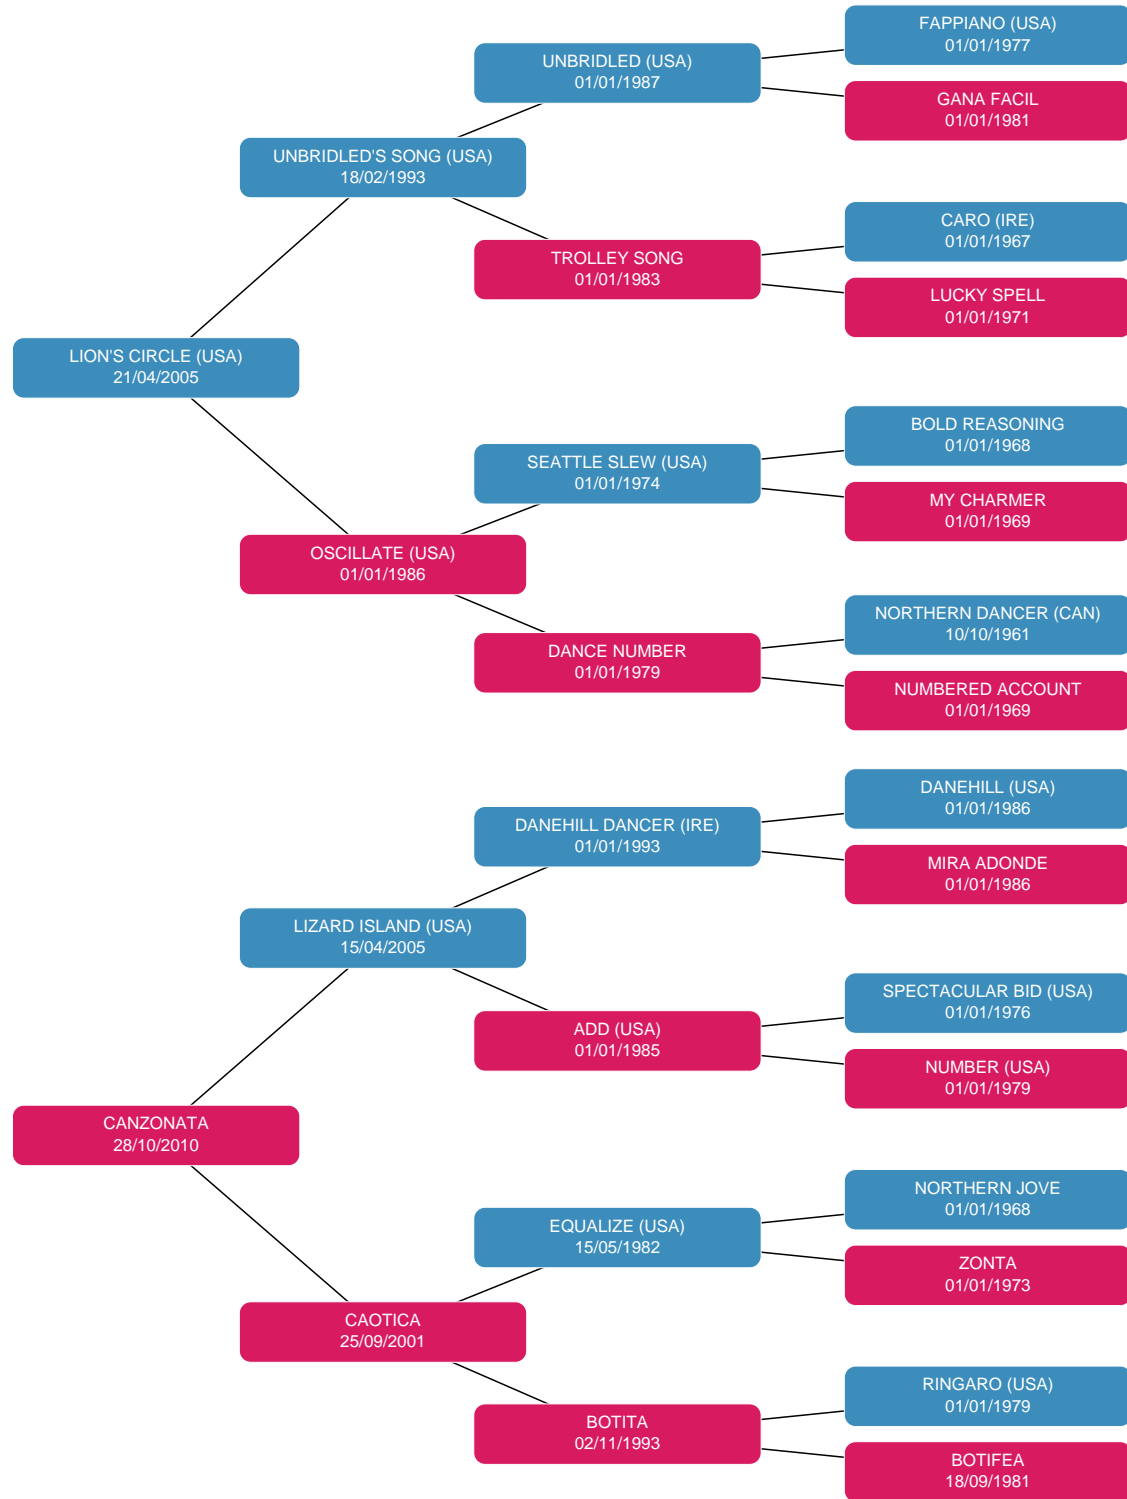 FAPPIANO (USA)
01/01/1977
UNBRIDLED (USA)
01/01/1987
GANA FACIL
01/01/1981
UNBRIDLED'S SONG (USA)
18/02/1993
CARO (IRE)
01/01/1967
TROLLEY SONG
01/01/1983
LUCKY SPELL
01/01/1971
LION'S CIRCLE (USA)
21/04/2005
BOLD REASONING
01/01/1968
SEATTLE SLEW (USA)
01/01/1974
MY CHARMER
01/01/1969
OSCILLATE (USA)
01/01/1986
NORTHERN DANCER (CAN)
10/10/1961
DANCE NUMBER
01/01/1979
NUMBERED ACCOUNT
01/01/1969
DANEHILL (USA)
01/01/1986
DANEHILL DANCER (IRE)
01/01/1993
MIRA ADONDE
01/01/1986
LIZARD ISLAND (USA)
15/04/2005
SPECTACULAR BID (USA)
01/01/1976
ADD (USA)
01/01/1985
NUMBER (USA)
01/01/1979
CANZONATA
28/10/2010
NORTHERN JOVE
01/01/1968
EQUALIZE (USA)
15/05/1982
ZONTA
01/01/1973
CAOTICA
25/09/2001
RINGARO (USA)
01/01/1979
BOTITA
02/11/1993
BOTIFEA
18/09/1981